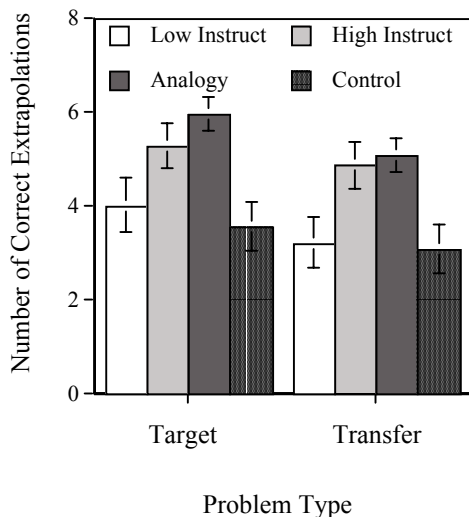 8
6
4
2
0
Number of Correct Extrapolations
Low Instruct
High Instruct
Analogy
Control
Target
Transfer
Problem Type